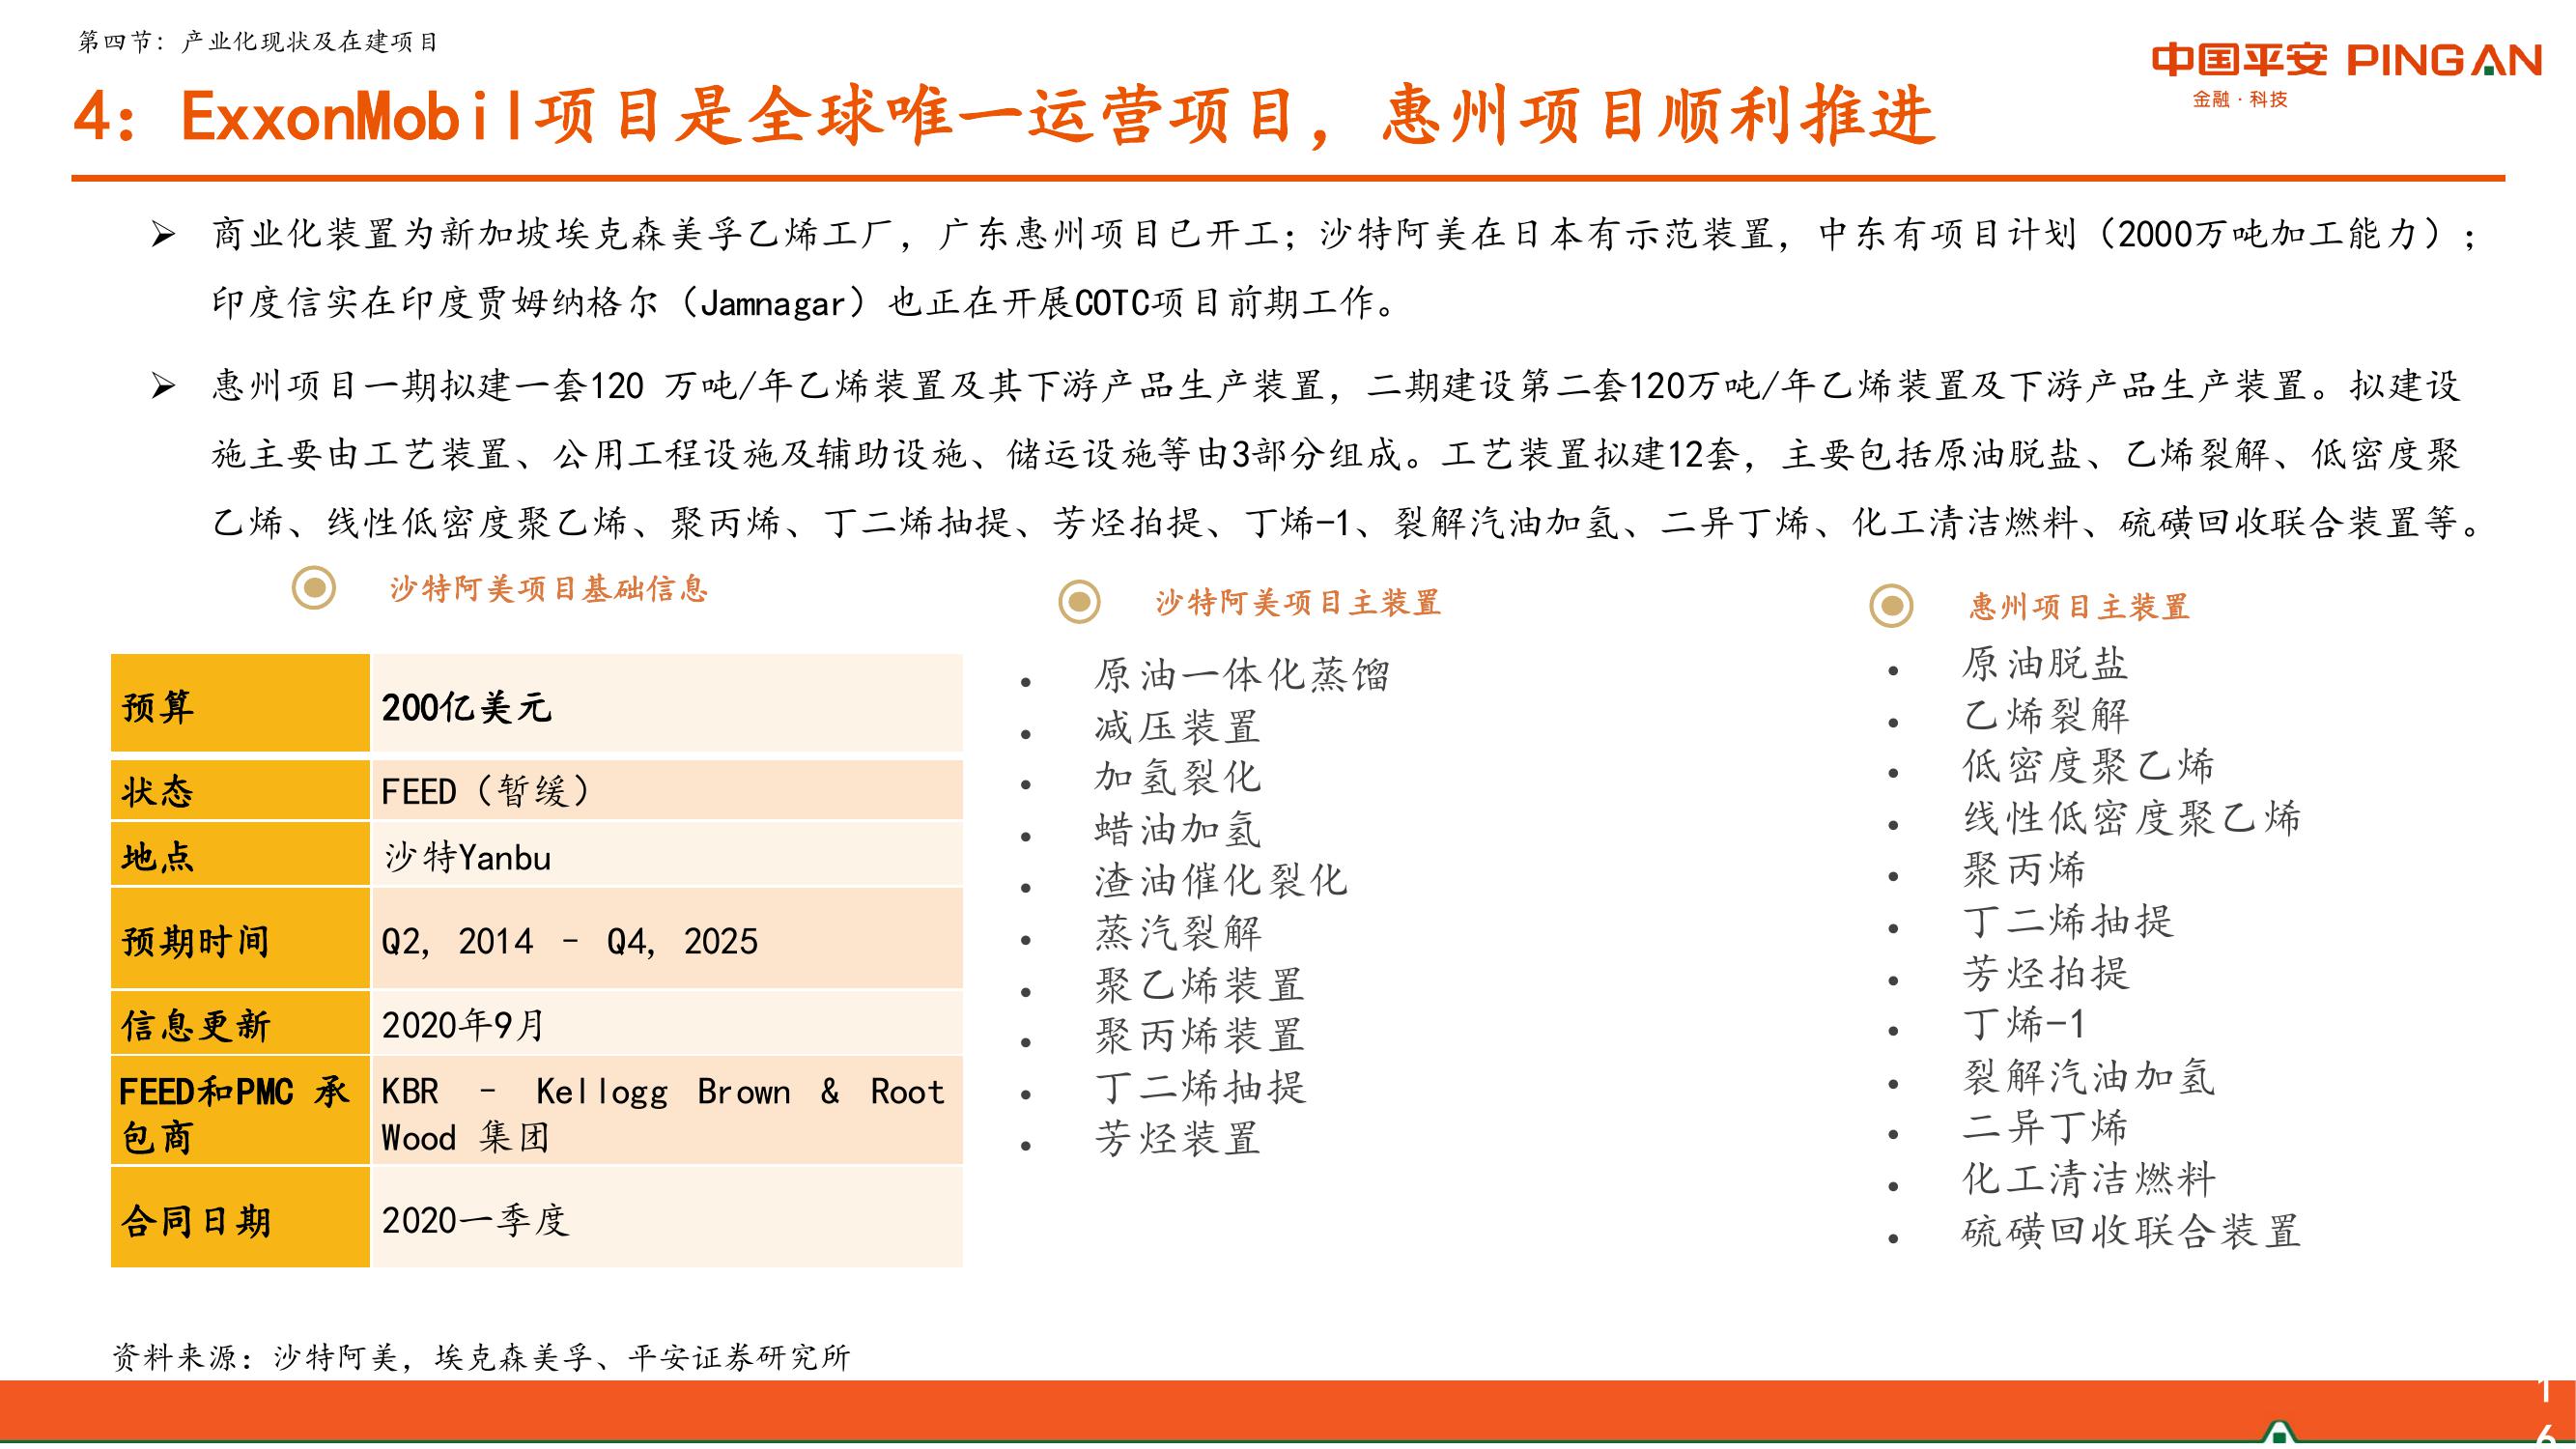 第四节：产业化现状及在建项目
中国平安 PING AN
金融·科技
4：ExxonMobil项目是全球唯一运营项目，惠州项目顺利推进
商业化装置为新加坡埃克森美孚乙烯工厂，广东惠州项目已开工；沙特阿美在日本有示范装置，中东有项目计划（2000万吨加工能力）；
印度信实在印度贾姆纳格尔（Jamnagar）也正在开展COTC项目前期工作。
惠州项目一期拟建一套120 万吨/年乙烯装置及其下游产品生产装置，二期建设第二套120万吨/年乙烯装置及下游产品生产装置。拟建设
施主要由工艺装置、公用工程设施及辅助设施、储运设施等由3部分组成。工艺装置拟建12套，主要包括原油脱盐、乙烯裂解、低密度聚
乙烯、线性低密度聚乙烯、聚丙烯、丁二烯抽提、芳烃拍提、丁烯-1、裂解汽油加氢、二异丁烯、化工清洁燃料、硫磺回收联合装置等。
沙特阿美项目基础信息
预算 200亿美元
状态 FEED（暂缓）
地点 沙特Yanbu
预期时间 Q2, 2014 – Q4, 2025
信息更新 2020年9月
FEED和PMC 承
包商
KBR – Kellogg Brown & Root
Wood 集团
合同日期 2020一季度
沙特阿美项目主装置
原油一体化蒸馏
减压装置
加氢裂化
蜡油加氢
渣油催化裂化
蒸汽裂解
聚乙烯装置
聚丙烯装置
丁二烯抽提
芳烃装置
惠州项目主装置
原油脱盐
乙烯裂解
低密度聚乙烯
线性低密度聚乙烯
聚丙烯
丁二烯抽提
芳烃拍提
丁烯-1
裂解汽油加氢
二异丁烯
化工清洁燃料
硫磺回收联合装置
资料来源：沙特阿美，埃克森美孚、平安证券研究所
1
6